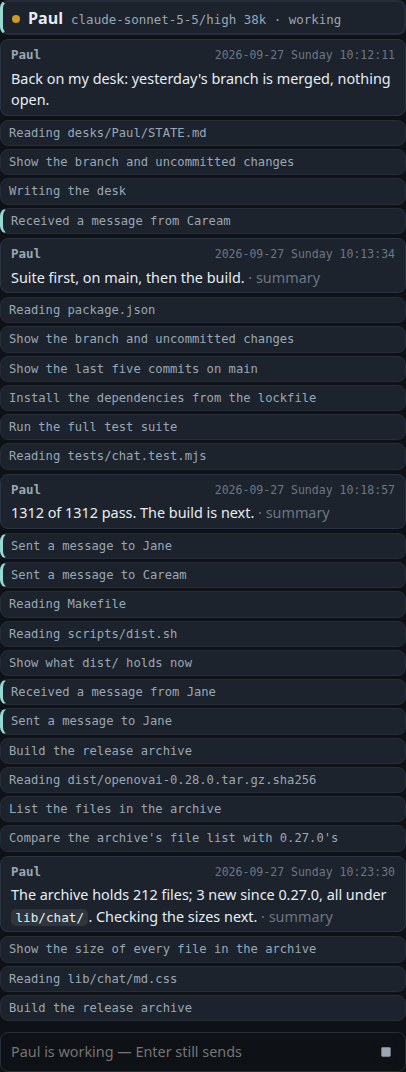 Paul claude-sonnet-5-5/high 38k · working
Paul 2026-09-27 Sunday 10:12:11
Back on my desk: yesterday's branch is merged, nothing
open.
Reading desks/Paul/STATE.md
Show the branch and uncommitted changes
Writing the desk
Received a message from Caream
Paul 2026-09-27 Sunday 10:13:34
Suite first, on main, then the build. · summary
Reading package.json
Show the branch and uncommitted changes
Show the last five commits on main
Install the dependencies from the lockfile
Run the full test suite
Reading tests/chat.test.mjs
Paul 2026-09-27 Sunday 10:18:57
1312 of 1312 pass. The build is next. · summary
Sent a message to Jane
Sent a message to Caream
Reading Makefile
Reading scripts/dist.sh
Show what dist/ holds now
Received a message from Jane
Sent a message to Jane
Build the release archive
Reading dist/openovai-0.28.0.tar.gz.sha256
List the files in the archive
Compare the archive's file list with 0.27.0's
Paul 2026-09-27 Sunday 10:23:30
The archive holds 212 files; 3 new since 0.27.0, all under
lib/chat/. Checking the sizes next. · summary
Show the size of every file in the archive
Reading lib/chat/md.css
Build the release archive
Paul is working — Enter still sends